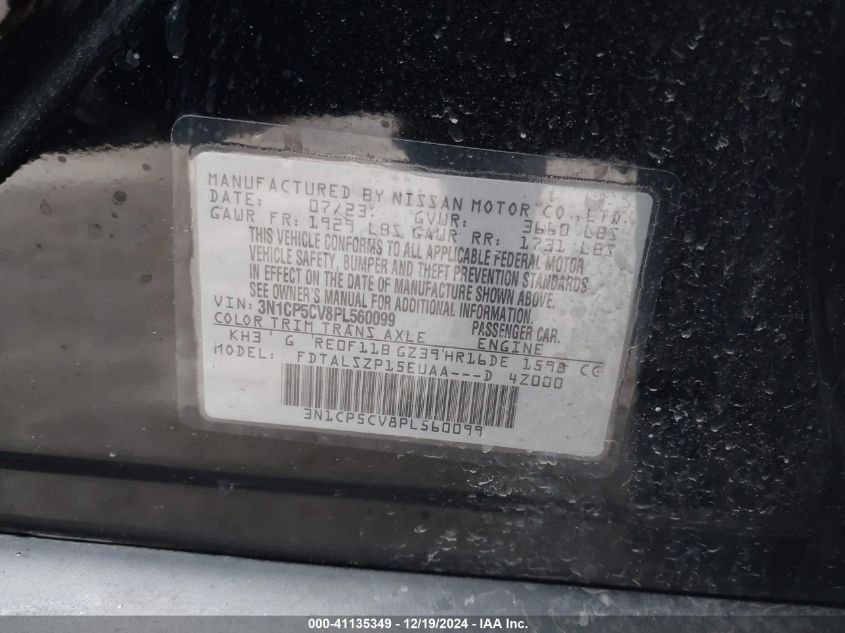 MANUFACTURED BY NISSAN MOTOR CO., LTD.
DATE: 07/23 GVWR: 3660 LBS
GAWR FR: 1929 LBS GAWR RR: 1731 LBS
THIS VEHICLE CONFORMS TO ALL APPLICABLE FEDERAL MOTOR
VEHICLE SAFETY, BUMPER AND THEFT PREVENTION STANDARDS
IN EFFECT ON THE DATE OF MANUFACTURE SHOWN ABOVE.
SEE OWNER'S MANUAL FOR ADDITIONAL INFORMATION.
VIN: 3N1CP5CV8PL560099 PASSENGER CAR.
COLOR TRIM TRANS AXLE ENGINE
KH3 G RE0F11B GZ39 HR16DE 1598 CC
MODEL: FDTALSZP15EUAA---D 4Z000
3N1CP5CV8PL560099
000-41135349 - 12/19/2024 - IAA Inc.